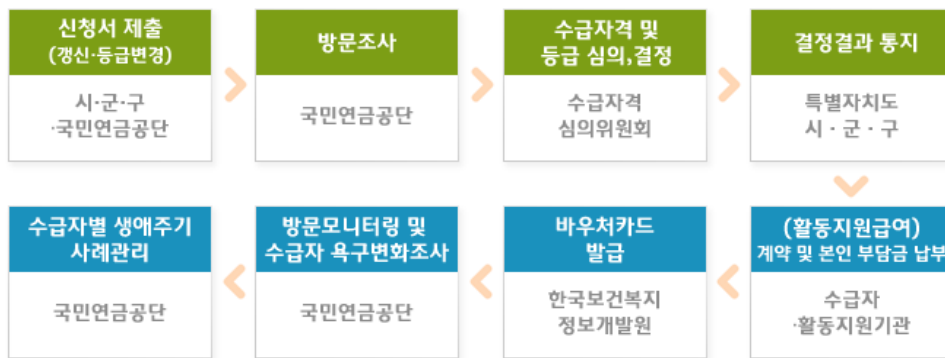 신청서 제출
(갱신·등급변경)
시·군·구
·국민연금공단
방문조사
국민연금공단
수급자격 및
등급 심의,결정
수급자격
심의위원회
결정결과 통지
특별자치도
시·군·구
(활동지원급여)
계약 및 본인 부담금 납부
수급자
·활동지원기관
바우처카드
발급
한국보건복지
정보개발원
방문모니터링 및
수급자 욕구변화조사
국민연금공단
수급자별 생애주기
사례관리
국민연금공단